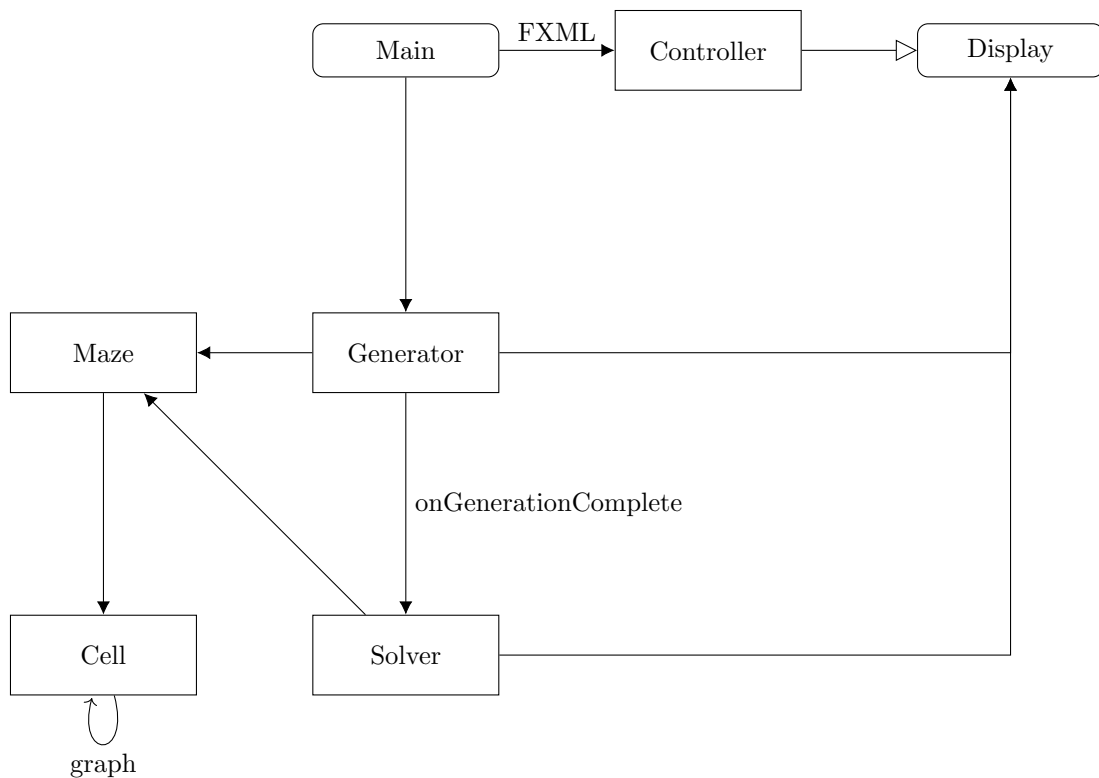 Main
FXML
Controller
Display
Maze
Generator
onGenerationComplete
Cell
Solver
graph